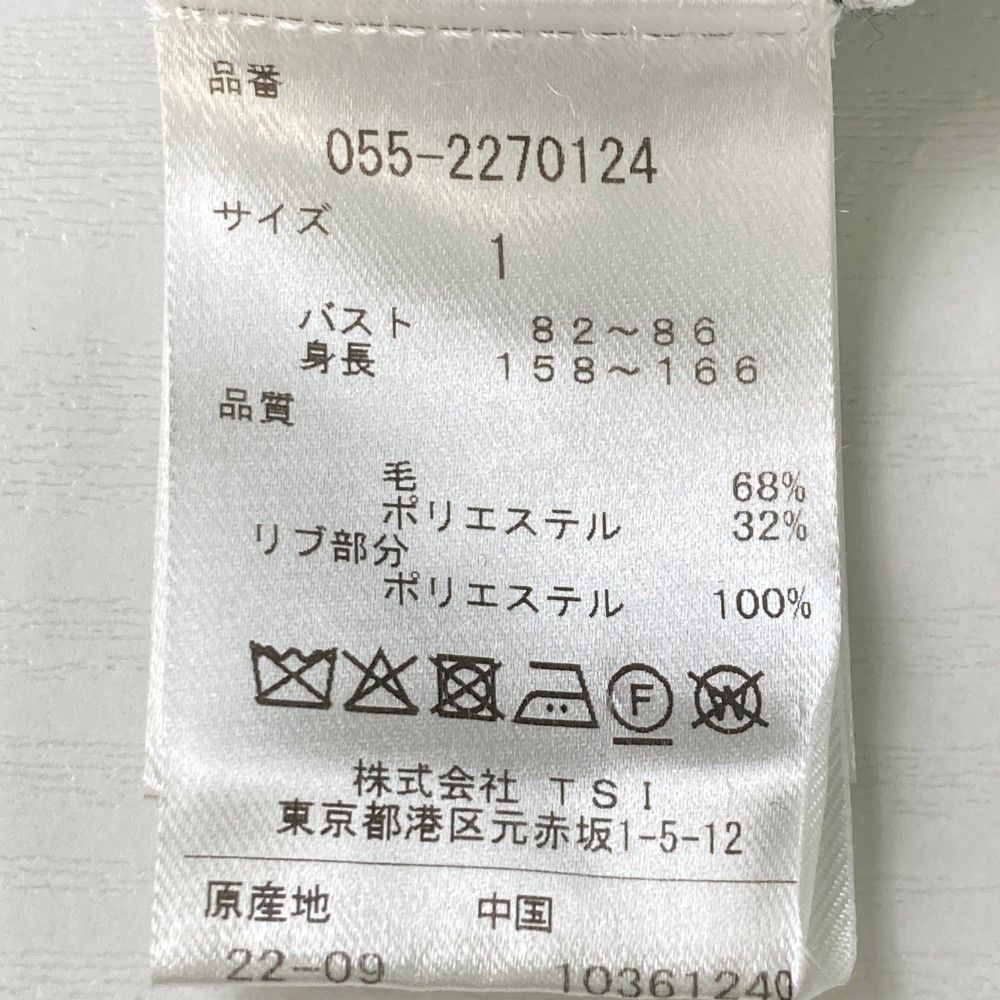 品番
055-2270124
サイズ
1
バスト 82～86
身長 158～166
品質
毛 68%
ポリエステル 32%
リブ部分
ポリエステル 100%
F W
株式会社 TSI
東京都港区元赤坂1-5-12
原産地 中国
22-09 10361240